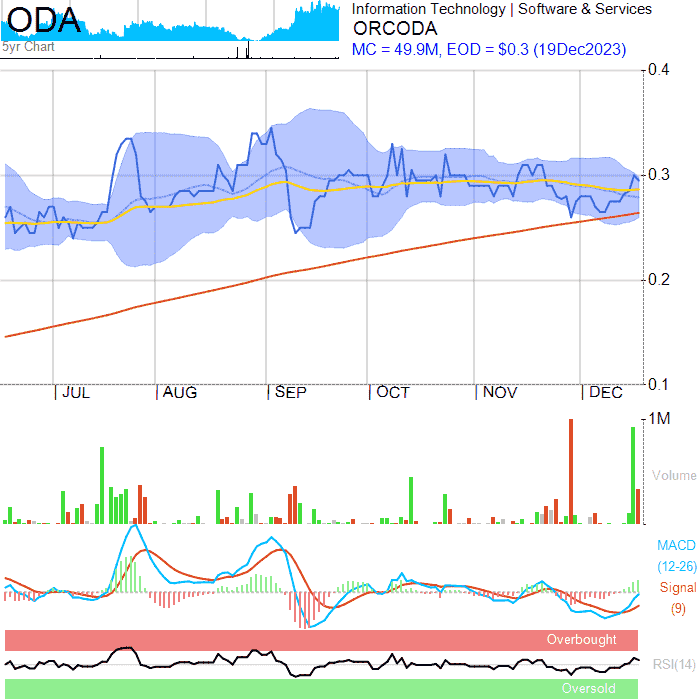 ODA
5yr Chart
Information Technology | Software & Services
ORCODA
MC = 49.9M, EOD = $0.3 (19Dec2023)
0.4
0.3
0.2
0.1
JUL
AUG
SEP
OCT
NOV
DEC
1M
Volume
MACD
(12-26)
Signal
(9)
Overbought
RSI(14)
Oversold